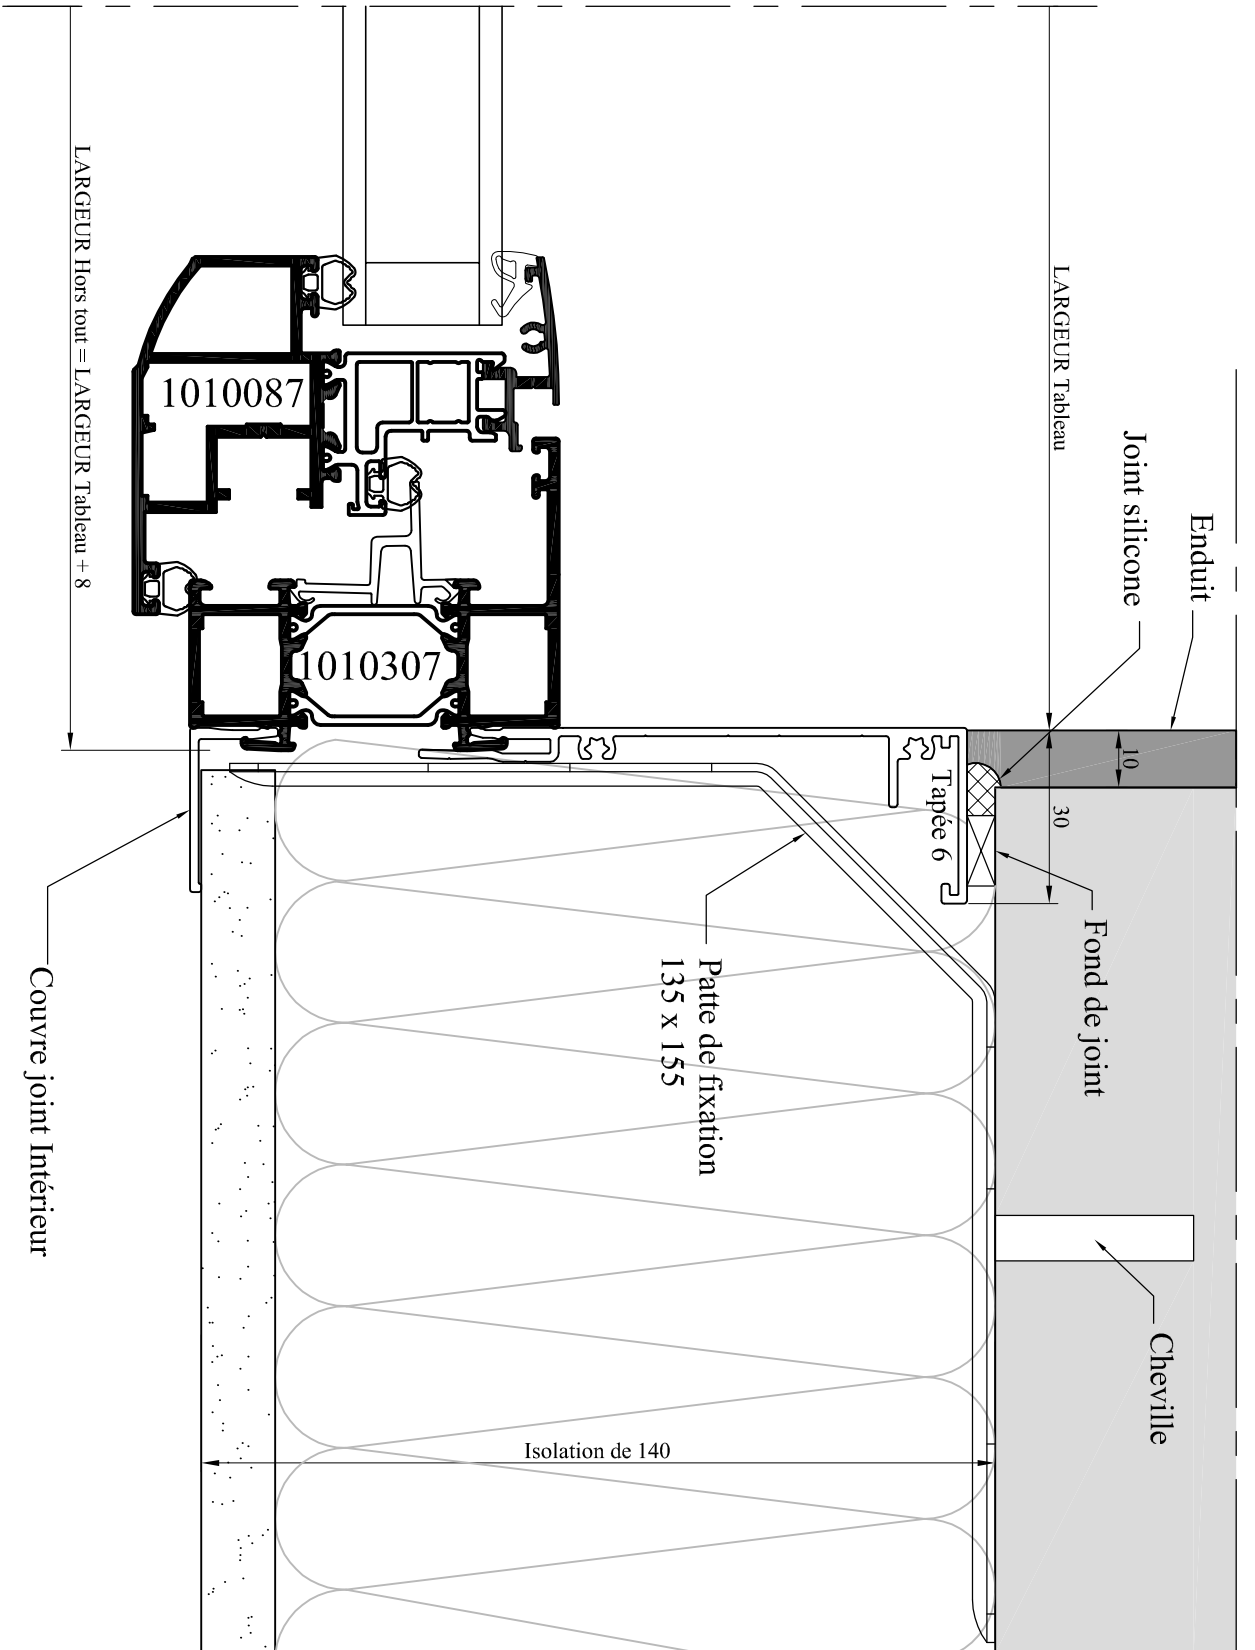 LARGEUR Hors tout = LARGEUR Tableau + 8
LARGEUR Tableau
Joint silicone
Enduit
1010087
1010307
10
30
Tapée 6
Fond de joint
Patte de fixation
135 x 155
Couvre joint Intérieur
Cheville
Isolation de 140